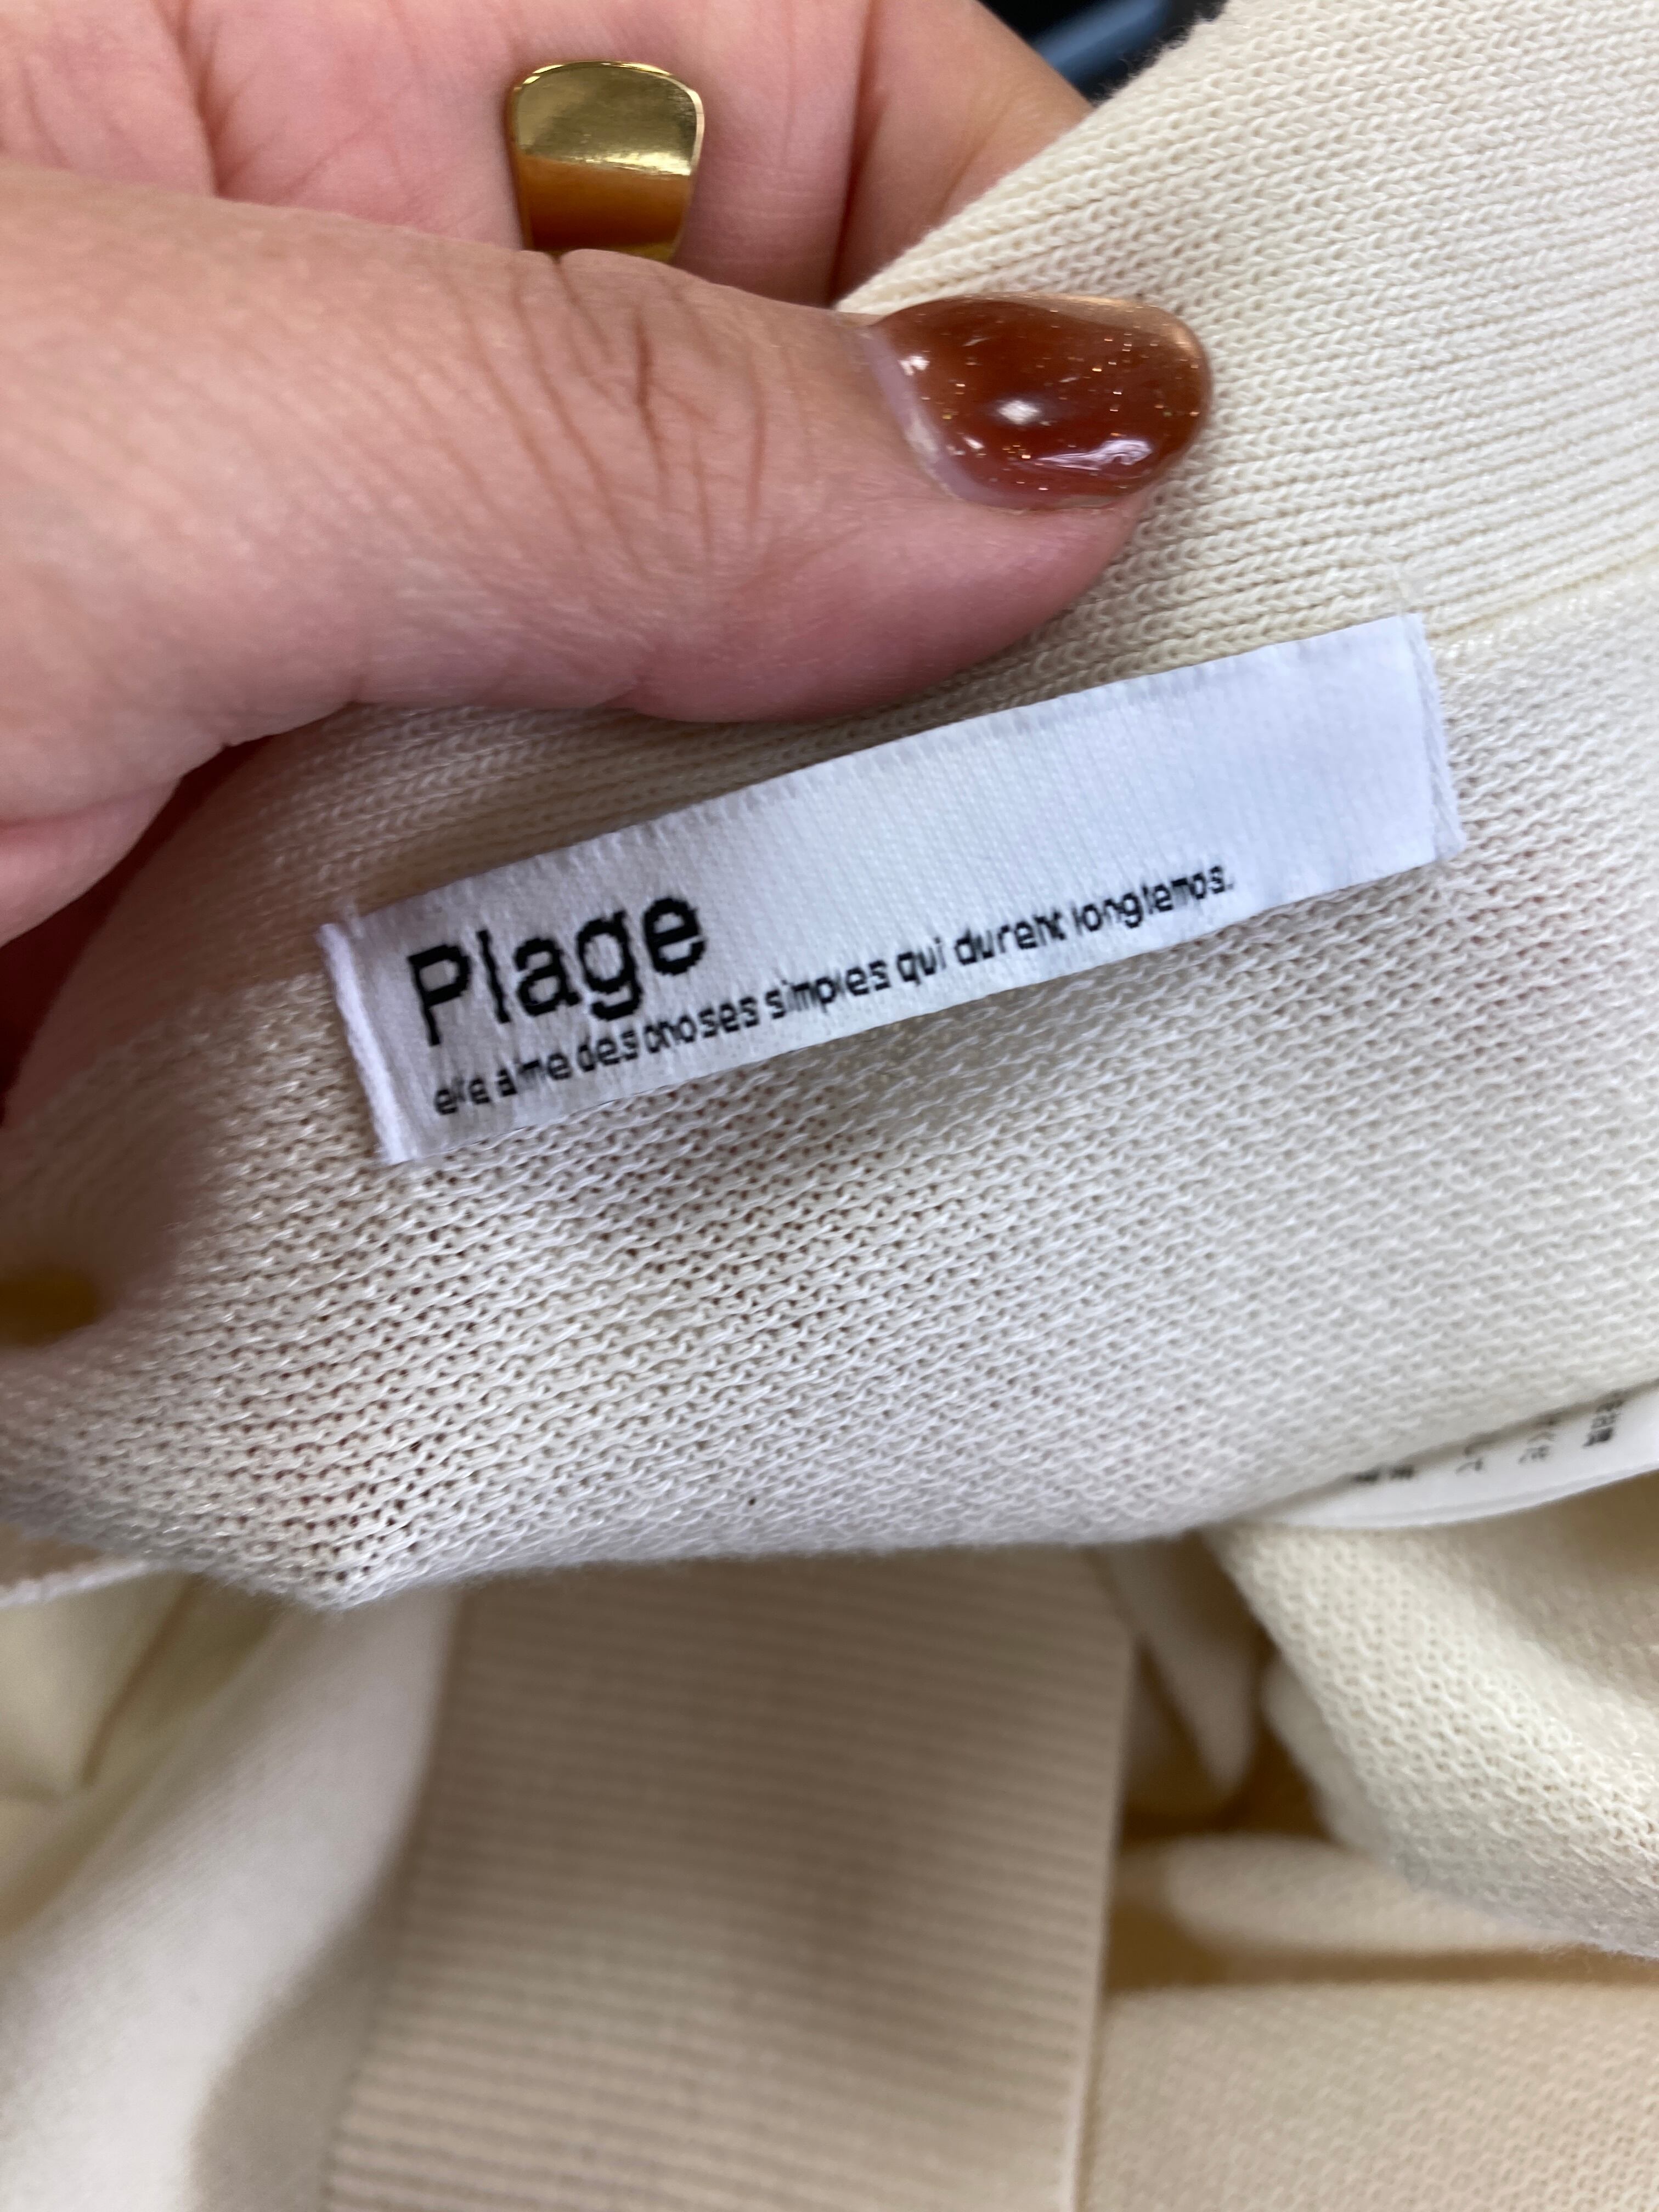 Plage
elle aime des choses simples qui durent longtemps.